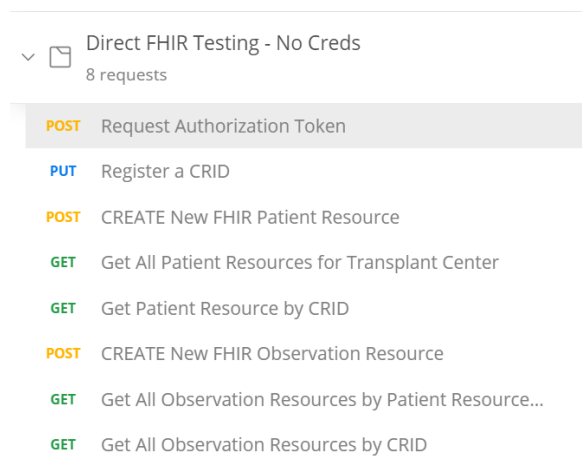 Direct FHIR Testing - No Creds
8 requests
POST Request Authorization Token
PUT Register a CRID
POST CREATE New FHIR Patient Resource
GET Get All Patient Resources for Transplant Center
GET Get Patient Resource by CRID
POST CREATE New FHIR Observation Resource
GET Get All Observation Resources by Patient Resource...
GET Get All Observation Resources by CRID